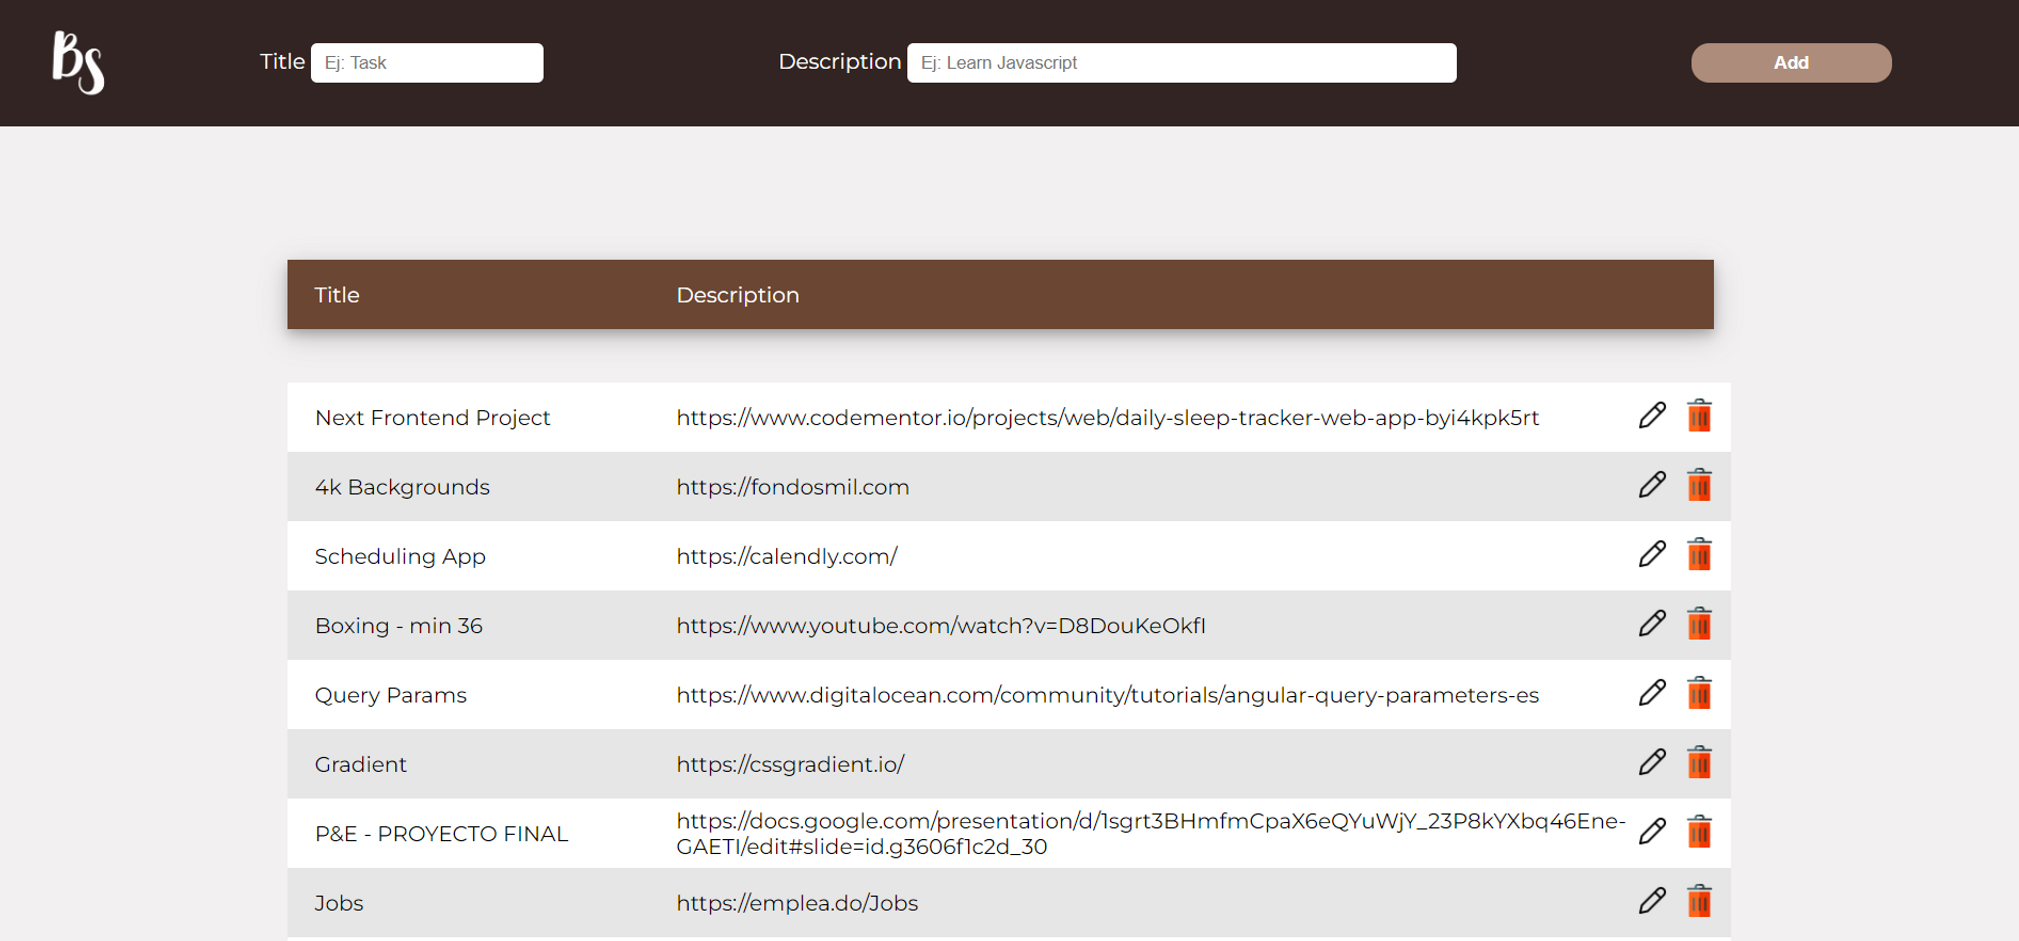 BS
Title Ej: Task Description Ej: Learn Javascript Add
Title Description
Next Frontend Project https://www.codementor.io/projects/web/daily-sleep-tracker-web-app-byi4kpk5rt
4k Backgrounds https://fondosmil.com
Scheduling App https://calendly.com/
Boxing - min 36 https://www.youtube.com/watch?v=D8DouKeOkfI
Query Params https://www.digitalocean.com/community/tutorials/angular-query-parameters-es
Gradient https://cssgradient.io/
P&E - PROYECTO FINAL https://docs.google.com/presentation/d/1sgrt3BHmfmCpaX6eQYuWjY_23P8kYXbq46Ene-
GAETI/edit#slide=id.g3606f1c2d_30
Jobs https://emplea.do/Jobs